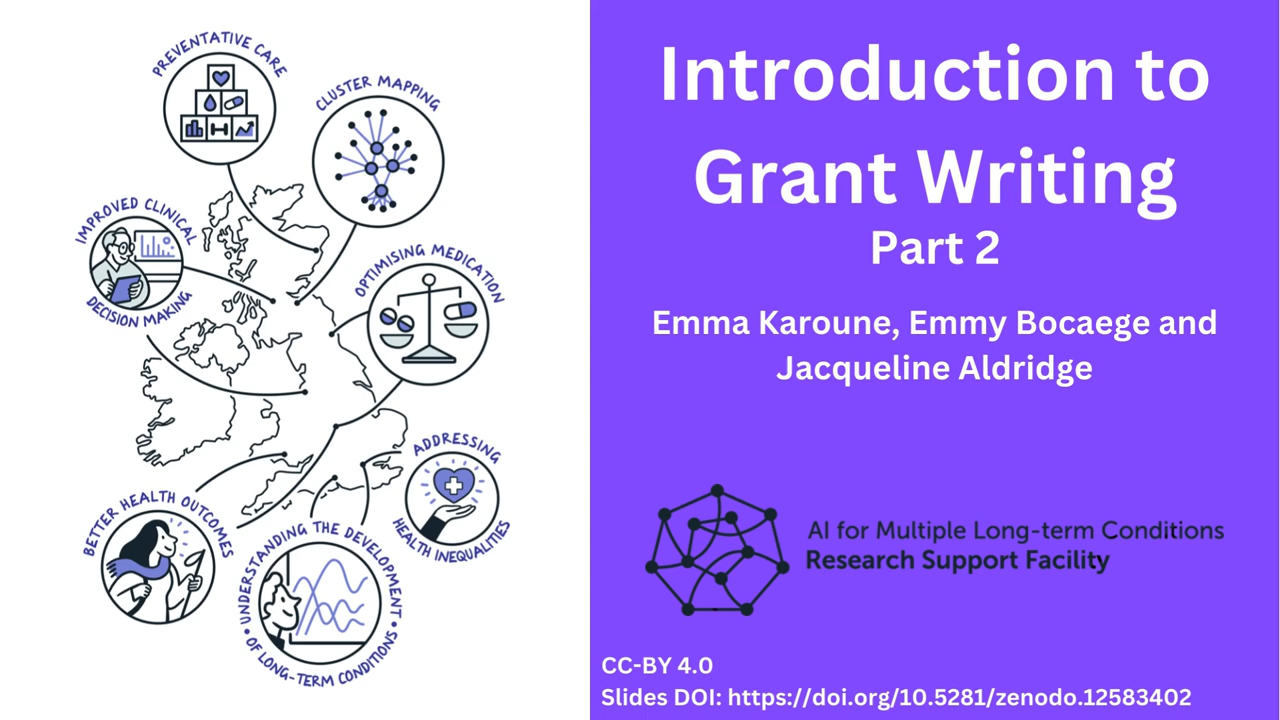 PREVENTATIVE CARE
CLUSTER MAPPING
IMPROVED CLINICAL
DECISION MAKING
OPTIMISING MEDICATION
ADDRESSING
HEALTH INEQUALITIES
BETTER HEALTH OUTCOMES
UNDERSTANDING THE DEVELOPMENT
• OF LONG-TERM CONDITIONS •
Introduction to
Grant Writing
Part 2
Emma Karoune, Emmy Bocaege and
Jacqueline Aldridge
AI for Multiple Long-term Conditions
Research Support Facility
CC-BY 4.0
Slides DOI: https://doi.org/10.5281/zenodo.12583402